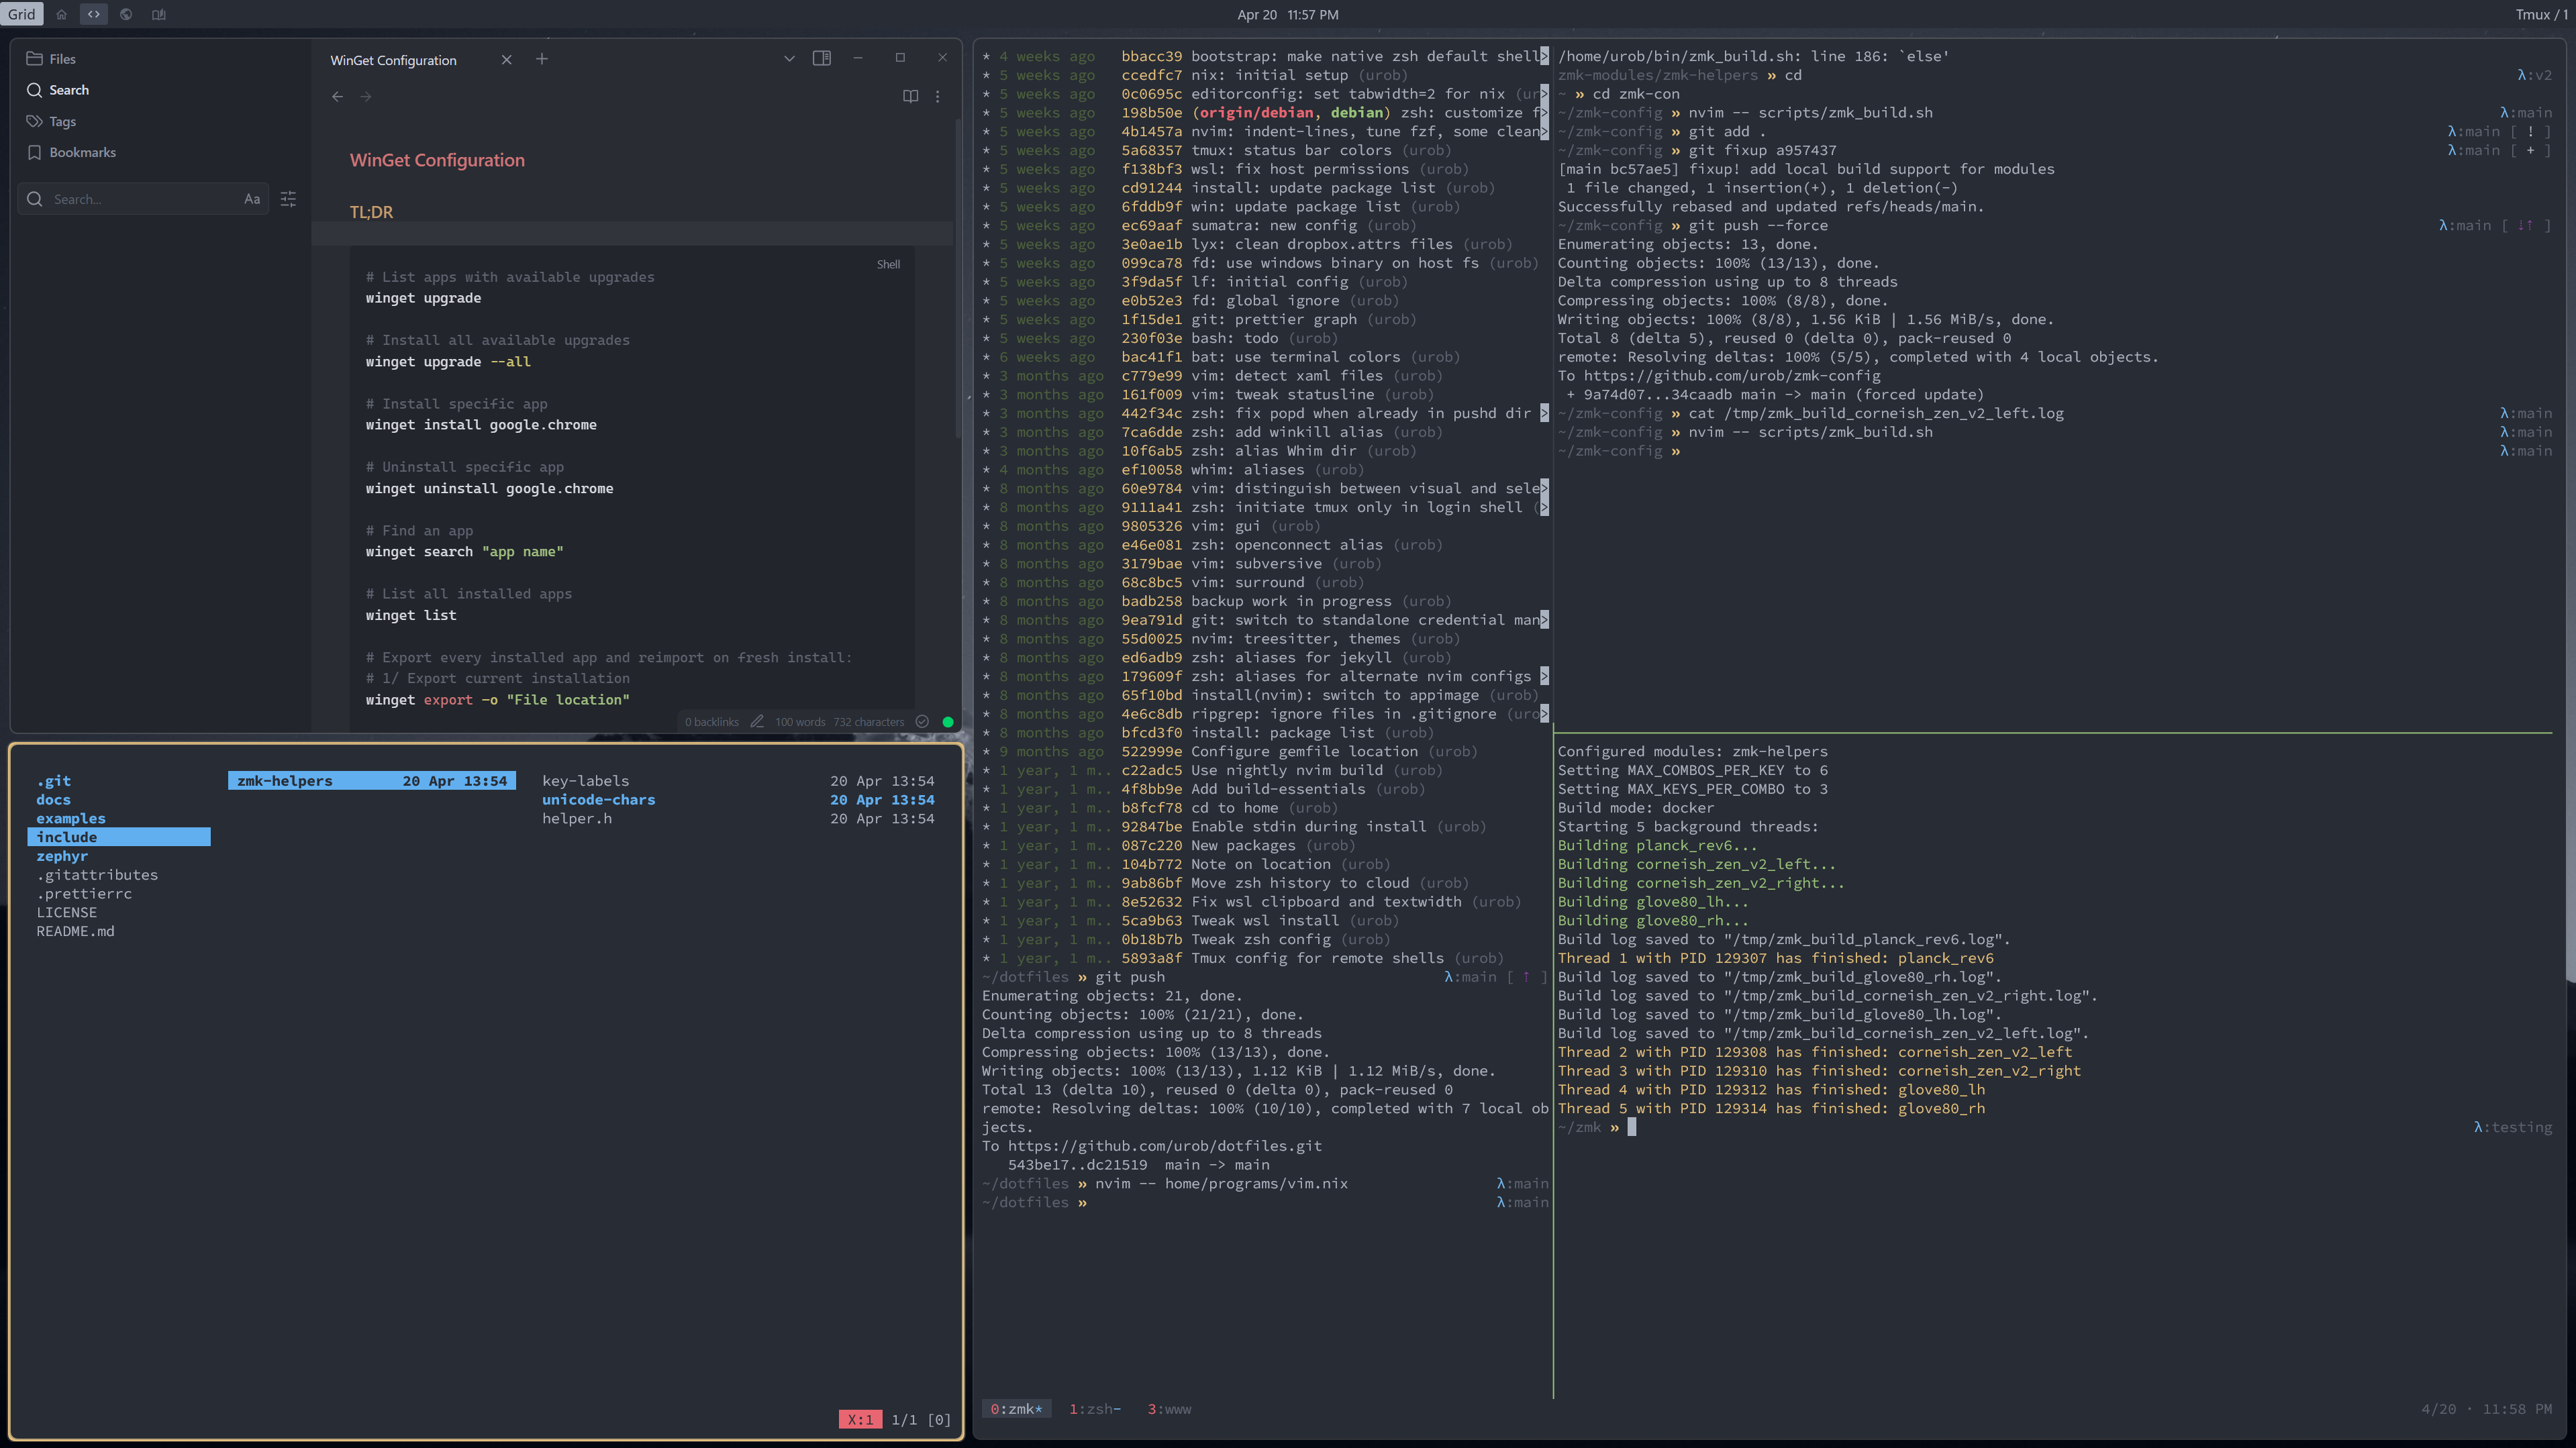 Grid
Apr 20 11:57 PM
Tmux / 1
Files
Search
Tags
Bookmarks
Search...
Aa
WinGet Configuration
WinGet Configuration
TL;DR
Shell
# List apps with available upgrades
winget upgrade
# Install all available upgrades
winget upgrade --all
# Install specific app
winget install google.chrome
# Uninstall specific app
winget uninstall google.chrome
# Find an app
winget search "app name"
# List all installed apps
winget list
# Export every installed app and reimport on fresh install:
# 1/ Export current installation
winget export -o "File location"
0 backlinks 100 words 732 characters
.git
docs
examples
include
zephyr
.gitattributes
.prettierrc
LICENSE
README.md
zmk-helpers 20 Apr 13:54
key-labels 20 Apr 13:54
unicode-chars 20 Apr 13:54
helper.h 20 Apr 13:54
X:1 1/1 [0]
* 4 weeks ago bbacc39 bootstrap: make native zsh default shell>
* 5 weeks ago ccedfc7 nix: initial setup (urob)
* 5 weeks ago 0c0695c editorconfig: set tabwidth=2 for nix (ur>
* 5 weeks ago 198b50e (origin/debian, debian) zsh: customize f>
* 5 weeks ago 4b1457a nvim: indent-lines, tune fzf, some clean>
* 5 weeks ago 5a68357 tmux: status bar colors (urob)
* 5 weeks ago f138bf3 wsl: fix host permissions (urob)
* 5 weeks ago cd91244 install: update package list (urob)
* 5 weeks ago 6fddb9f win: update package list (urob)
* 5 weeks ago ec69aaf sumatra: new config (urob)
* 5 weeks ago 3e0ae1b lyx: clean dropbox.attrs files (urob)
* 5 weeks ago 099ca78 fd: use windows binary on host fs (urob)
* 5 weeks ago 3f9da5f lf: initial config (urob)
* 5 weeks ago e0b52e3 fd: global ignore (urob)
* 5 weeks ago 1f15de1 git: prettier graph (urob)
* 5 weeks ago 230f03e bash: todo (urob)
* 6 weeks ago bac41f1 bat: use terminal colors (urob)
* 3 months ago c779e99 vim: detect xaml files (urob)
* 3 months ago 161f009 vim: tweak statusline (urob)
* 3 months ago 442f34c zsh: fix popd when already in pushd dir >
* 3 months ago 7ca6dde zsh: add winkill alias (urob)
* 3 months ago 10f6ab5 zsh: alias Whim dir (urob)
* 4 months ago ef10058 whim: aliases (urob)
* 8 months ago 60e9784 vim: distinguish between visual and sele>
* 8 months ago 9111a41 zsh: initiate tmux only in login shell (>
* 8 months ago 9805326 vim: gui (urob)
* 8 months ago e46e081 zsh: openconnect alias (urob)
* 8 months ago 3179bae vim: subversive (urob)
* 8 months ago 68c8bc5 vim: surround (urob)
* 8 months ago badb258 backup work in progress (urob)
* 8 months ago 9ea791d git: switch to standalone credential man>
* 8 months ago 55d0025 nvim: treesitter, themes (urob)
* 8 months ago ed6adb9 zsh: aliases for jekyll (urob)
* 8 months ago 179609f zsh: aliases for alternate nvim configs >
* 8 months ago 65f10bd install(nvim): switch to appimage (urob)
* 8 months ago 4e6c8db ripgrep: ignore files in .gitignore (uro>
* 8 months ago bfcd3f0 install: package list (urob)
* 9 months ago 522999e Configure gemfile location (urob)
* 1 year, 1 m.. c22adc5 Use nightly nvim build (urob)
* 1 year, 1 m.. 4f8bb9e Add build-essentials (urob)
* 1 year, 1 m.. b8fcf78 cd to home (urob)
* 1 year, 1 m.. 92847be Enable stdin during install (urob)
* 1 year, 1 m.. 087c220 New packages (urob)
* 1 year, 1 m.. 104b772 Note on location (urob)
* 1 year, 1 m.. 9ab86bf Move zsh history to cloud (urob)
* 1 year, 1 m.. 8e52632 Fix wsl clipboard and textwidth (urob)
* 1 year, 1 m.. 5ca9b63 Tweak wsl install (urob)
* 1 year, 1 m.. 0b18b7b Tweak zsh config (urob)
* 1 year, 1 m.. 5893a8f Tmux config for remote shells (urob)
~/dotfiles » git push λ:main [ ↑ ]
Enumerating objects: 21, done.
Counting objects: 100% (21/21), done.
Delta compression using up to 8 threads
Compressing objects: 100% (13/13), done.
Writing objects: 100% (13/13), 1.12 KiB | 1.12 MiB/s, done.
Total 13 (delta 10), reused 0 (delta 0), pack-reused 0
remote: Resolving deltas: 100% (10/10), completed with 7 local ob
jects.
To https://github.com/urob/dotfiles.git
543be17..dc21519 main -> main
~/dotfiles » nvim -- home/programs/vim.nix λ:main
~/dotfiles » λ:main
/home/urob/bin/zmk_build.sh: line 186: `else'
zmk-modules/zmk-helpers » cd λ:v2
~ » cd zmk-con
~/zmk-config » nvim -- scripts/zmk_build.sh λ:main
~/zmk-config » git add . λ:main [ ! ]
~/zmk-config » git fixup a957437 λ:main [ + ]
[main bc57ae5] fixup! add local build support for modules
1 file changed, 1 insertion(+), 1 deletion(-)
Successfully rebased and updated refs/heads/main.
~/zmk-config » git push --force λ:main [ ↓↑ ]
Enumerating objects: 13, done.
Counting objects: 100% (13/13), done.
Delta compression using up to 8 threads
Compressing objects: 100% (8/8), done.
Writing objects: 100% (8/8), 1.56 KiB | 1.56 MiB/s, done.
Total 8 (delta 5), reused 0 (delta 0), pack-reused 0
remote: Resolving deltas: 100% (5/5), completed with 4 local objects.
To https://github.com/urob/zmk-config
+ 9a74d07...34caadb main -> main (forced update)
~/zmk-config » cat /tmp/zmk_build_corneish_zen_v2_left.log λ:main
~/zmk-config » nvim -- scripts/zmk_build.sh λ:main
~/zmk-config » λ:main
Configured modules: zmk-helpers
Setting MAX_COMBOS_PER_KEY to 6
Setting MAX_KEYS_PER_COMBO to 3
Build mode: docker
Starting 5 background threads:
Building planck_rev6...
Building corneish_zen_v2_left...
Building corneish_zen_v2_right...
Building glove80_lh...
Building glove80_rh...
Build log saved to "/tmp/zmk_build_planck_rev6.log".
Thread 1 with PID 129307 has finished: planck_rev6
Build log saved to "/tmp/zmk_build_glove80_rh.log".
Build log saved to "/tmp/zmk_build_corneish_zen_v2_right.log".
Build log saved to "/tmp/zmk_build_glove80_lh.log".
Build log saved to "/tmp/zmk_build_corneish_zen_v2_left.log".
Thread 2 with PID 129308 has finished: corneish_zen_v2_left
Thread 3 with PID 129310 has finished: corneish_zen_v2_right
Thread 4 with PID 129312 has finished: glove80_lh
Thread 5 with PID 129314 has finished: glove80_rh
~/zmk » λ:testing
0:zmk* 1:zsh- 3:www
4/20 · 11:58 PM